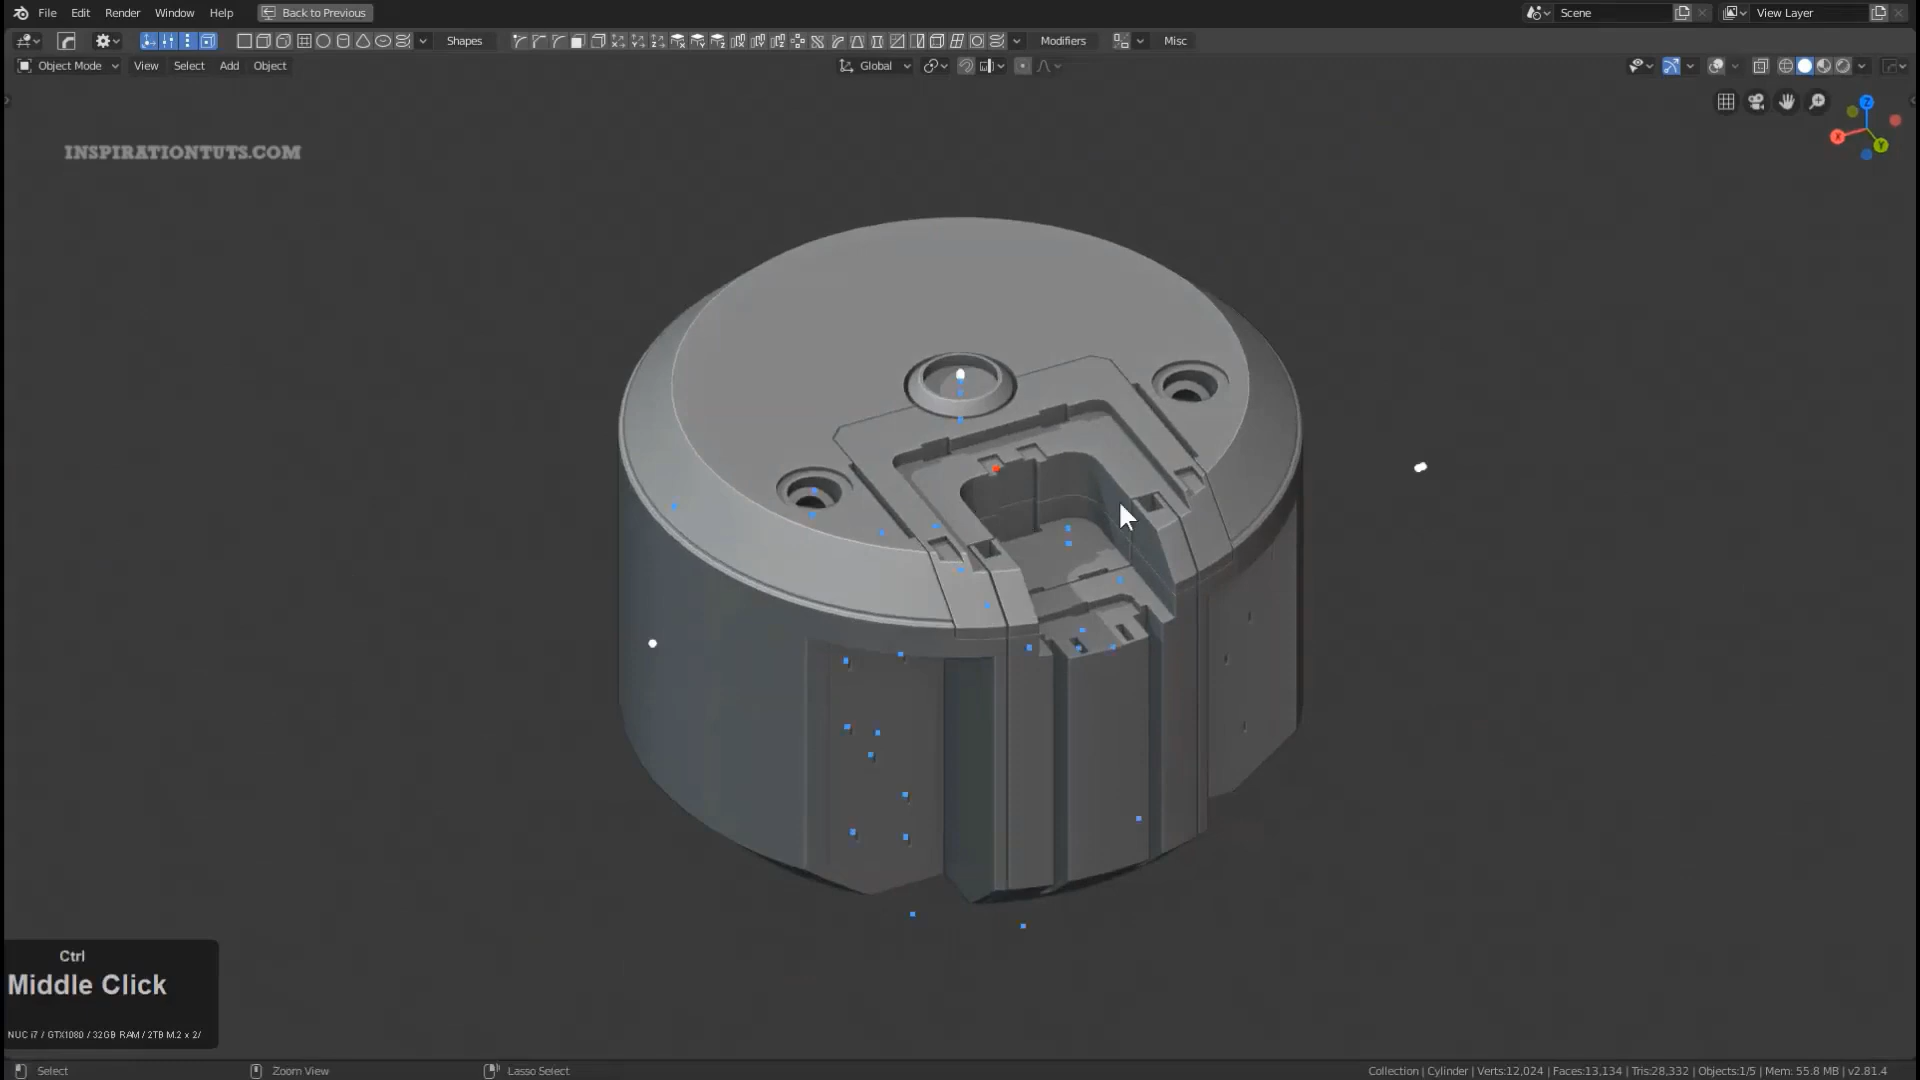 File Edit Render Window Help Back to Previous Scene View Layer
Shapes Modifiers Misc
Object Mode View Select Add Object Global
Z
X
Y
INSPIRATIONTUTS.COM
Ctrl
Middle Click
NUC i7 / GTX1080 / 32GB RAM / 2TB M.2 x 2/
Select Zoom View Lasso Select Collection | Cylinder | Verts:12,024 | Faces:13,134 | Tris:28,332 | Objects:1/5 | Mem: 55.8 MB | v2.81.4